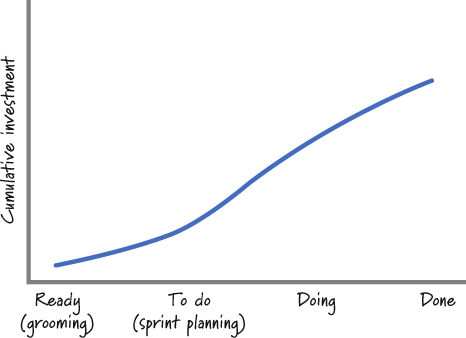 Cumulative investment
Ready
(grooming)
To do
(sprint planning)
Doing
Done